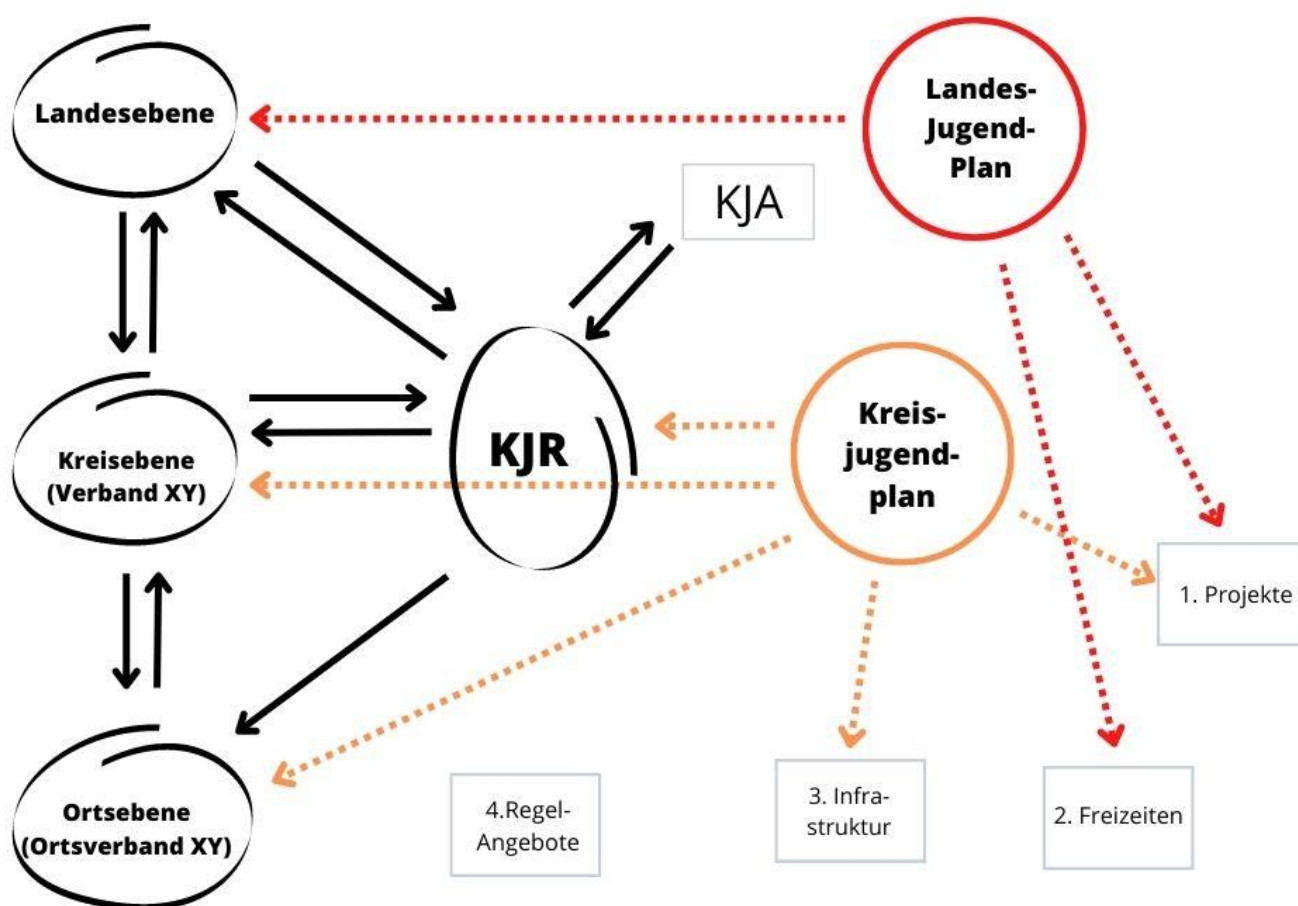 Landesebene
Landes-
Jugend-
Plan
KJA
Kreisebene
(Verband XY)
KJR
Kreis-
jugend-
plan
1. Projekte
Ortsebene
(Ortsverband XY)
4.Regel-
Angebote
3. Infra-
struktur
2. Freizeiten